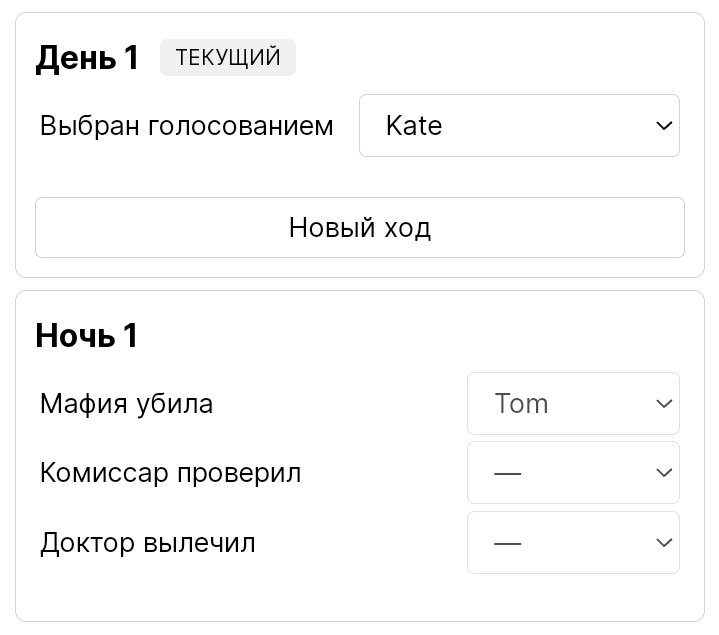 День 1 ТЕКУЩИЙ
Выбран голосованием Kate
Новый ход
Ночь 1
Мафия убила Tom
Комиссар проверил —
Доктор вылечил —